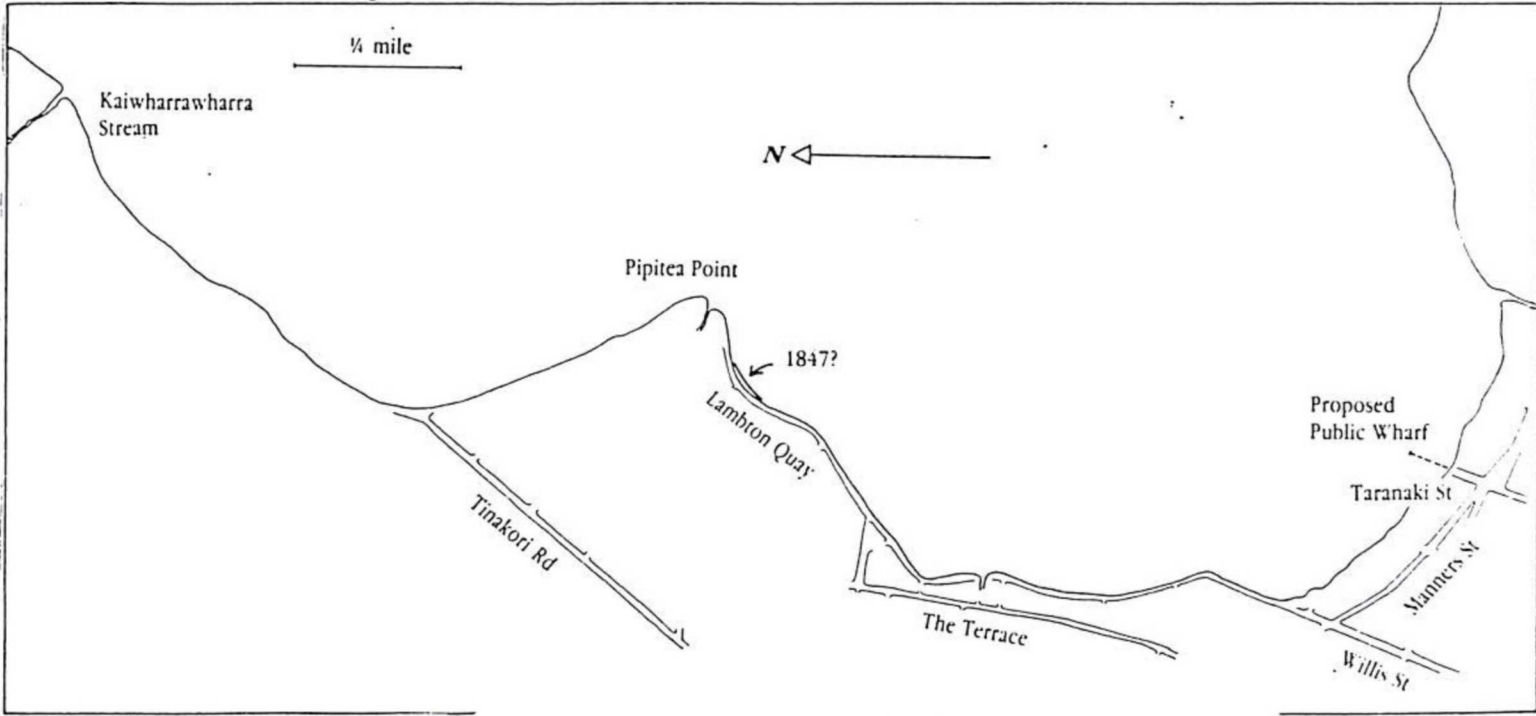 ¼ mile
Kaiwharrawharra
Stream
N
Pipitea Point
1847?
Lambton Quay
Proposed
Public Wharf
Taranaki St
Tinakori Rd
Manners St
The Terrace
Willis St